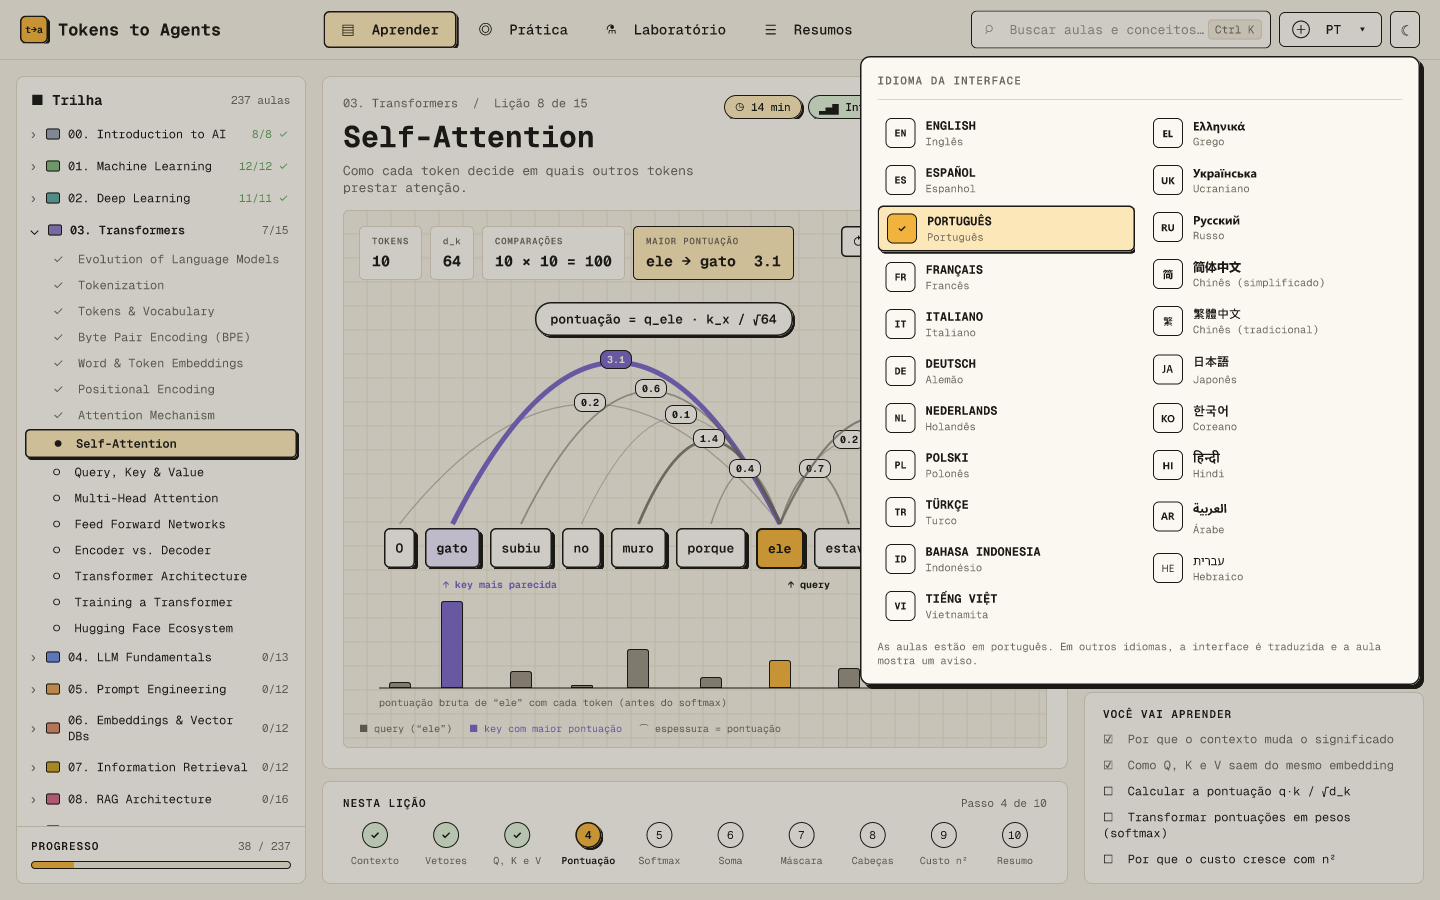 t→a Tokens to Agents
Aprender
Prática
Laboratório
Resumos
Buscar aulas e conceitos… Ctrl K
PT
Trilha 237 aulas
00. Introduction to AI 8/8 ✓
01. Machine Learning 12/12 ✓
02. Deep Learning 11/11 ✓
03. Transformers 7/15
✓ Evolution of Language Models
✓ Tokenization
✓ Tokens & Vocabulary
✓ Byte Pair Encoding (BPE)
✓ Word & Token Embeddings
✓ Positional Encoding
✓ Attention Mechanism
Self-Attention
Query, Key & Value
Multi-Head Attention
Feed Forward Networks
Encoder vs. Decoder
Transformer Architecture
Training a Transformer
Hugging Face Ecosystem
04. LLM Fundamentals 0/13
05. Prompt Engineering 0/12
06. Embeddings & Vector
DBs 0/12
07. Information Retrieval 0/12
08. RAG Architecture 0/16
PROGRESSO 38 / 237
03. Transformers / Lição 8 de 15
14 min
Self-Attention
Como cada token decide em quais outros tokens
prestar atenção.
TOKENS
10
d_k
64
COMPARAÇÕES
10 × 10 = 100
MAIOR PONTUAÇÃO
ele → gato 3.1
pontuação = q_ele · k_x / √64
3.1
0.6
0.2
0.1
1.4
0.2
0.4
0.7
O
gato
subiu
no
muro
porque
ele
↑ key mais parecida
↑ query
pontuação bruta de “ele” com cada token (antes do softmax)
query (“ele”)
key com maior pontuação
espessura = pontuação
NESTA LIÇÃO Passo 4 de 10
✓ ✓ ✓ 4 5 6 7 8 9 10
Contexto Vetores Q, K e V Pontuação Softmax Soma Máscara Cabeças Custo n² Resumo
IDIOMA DA INTERFACE
EN ENGLISH
Inglês
ES ESPAÑOL
Espanhol
✓ PORTUGUÊS
Português
FR FRANÇAIS
Francês
IT ITALIANO
Italiano
DE DEUTSCH
Alemão
NL NEDERLANDS
Holandês
PL POLSKI
Polonês
TR TÜRKÇE
Turco
ID BAHASA INDONESIA
Indonésio
VI TIẾNG VIỆT
Vietnamita
EL Ελληνικά
Grego
UK Українська
Ucraniano
RU Русский
Russo
简 简体中文
Chinês (simplificado)
繁 繁體中文
Chinês (tradicional)
JA 日本語
Japonês
KO 한국어
Coreano
HI हिन्दी
Hindi
AR العربية
Árabe
HE עברית
Hebraico
As aulas estão em português. Em outros idiomas, a interface é traduzida e a aula
mostra um aviso.
VOCÊ VAI APRENDER
Por que o contexto muda o significado
Como Q, K e V saem do mesmo embedding
Calcular a pontuação q·k / √d_k
Transformar pontuações em pesos
(softmax)
Por que o custo cresce com n²